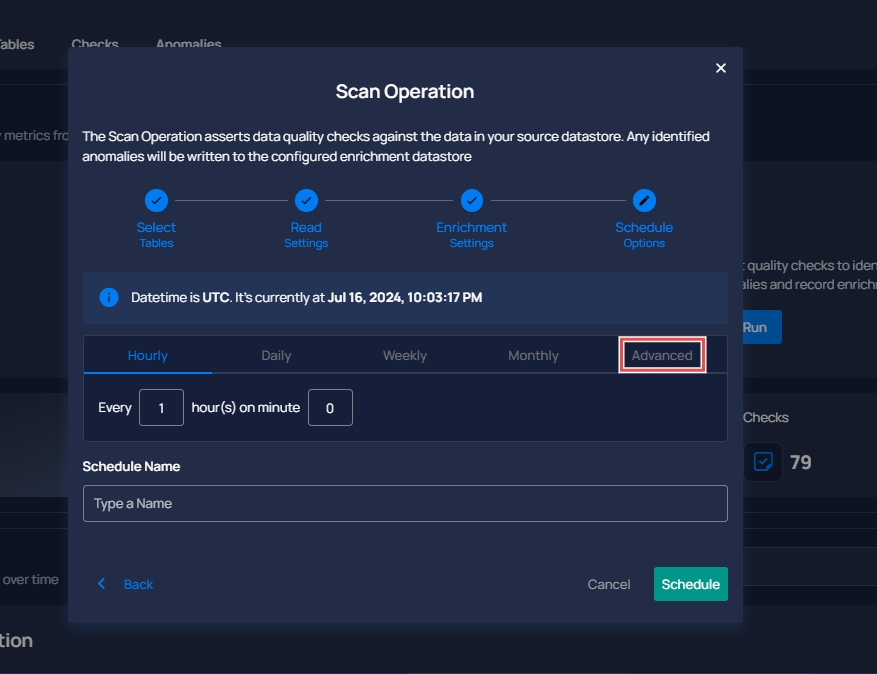 Tables Checks Anomalies
Scan Operation
metrics fro
The Scan Operation asserts data quality checks against the data in your source datastore. Any identified
anomalies will be written to the configured enrichment datastore
Select
Tables
Read
Settings
Enrichment
Settings
Schedule
Options
quality checks to iden
alies and record enrichm
Datetime is UTC. It's currently at Jul 16, 2024, 10:03:17 PM
Run
Hourly Daily Weekly Monthly Advanced
Every 1 hour(s) on minute 0
Checks
79
Schedule Name
Type a Name
over time
Back Cancel Schedule
tion